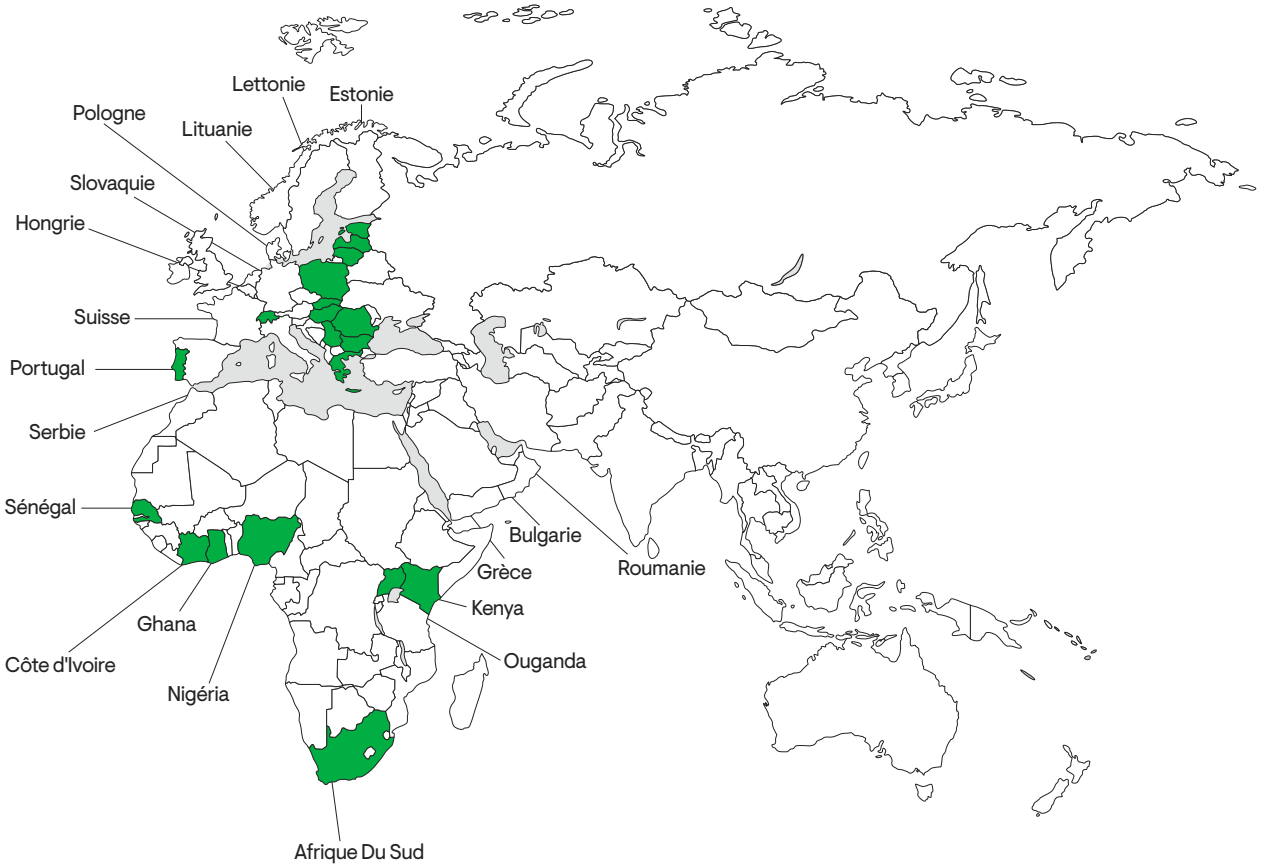 Lettonie
Estonie
Pologne
Lituanie
Slovaquie
Hongrie
Suisse
Portugal
Serbie
Sénégal
Bulgarie
Grèce
Roumanie
Kenya
Ghana
Ouganda
Côte d'Ivoire
Nigéria
Afrique Du Sud